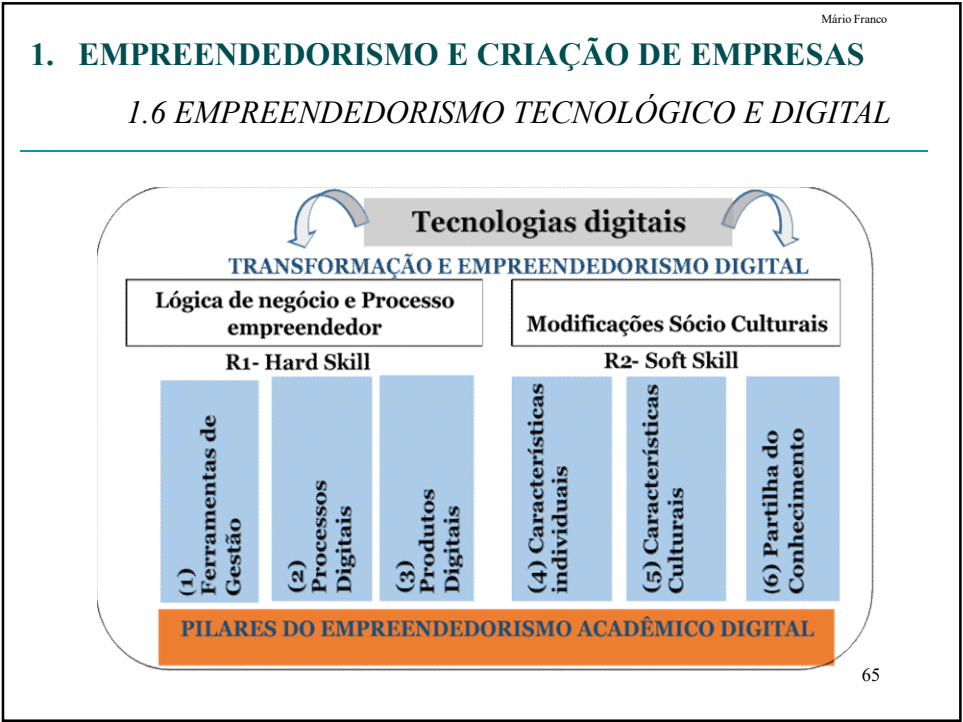 Mário Franco
1. EMPREENDEDORISMO E CRIAÇÃO DE EMPRESAS
1.6 EMPREENDEDORISMO TECNOLÓGICO E DIGITAL
Tecnologias digitais
TRANSFORMAÇÃO E EMPREENDEDORISMO DIGITAL
Lógica de negócio e Processo
empreendedor
Modificações Sócio Culturais
R1- Hard Skill
R2- Soft Skill
(1)
Ferramentas de
Gestão
(2)
Processos
Digitais
(3)
Produtos
Digitais
(4) Características
individuais
(5) Características
Culturais
(6) Partilha do
Conhecimento
PILARES DO EMPREENDEDORISMO ACADÊMICO DIGITAL
65